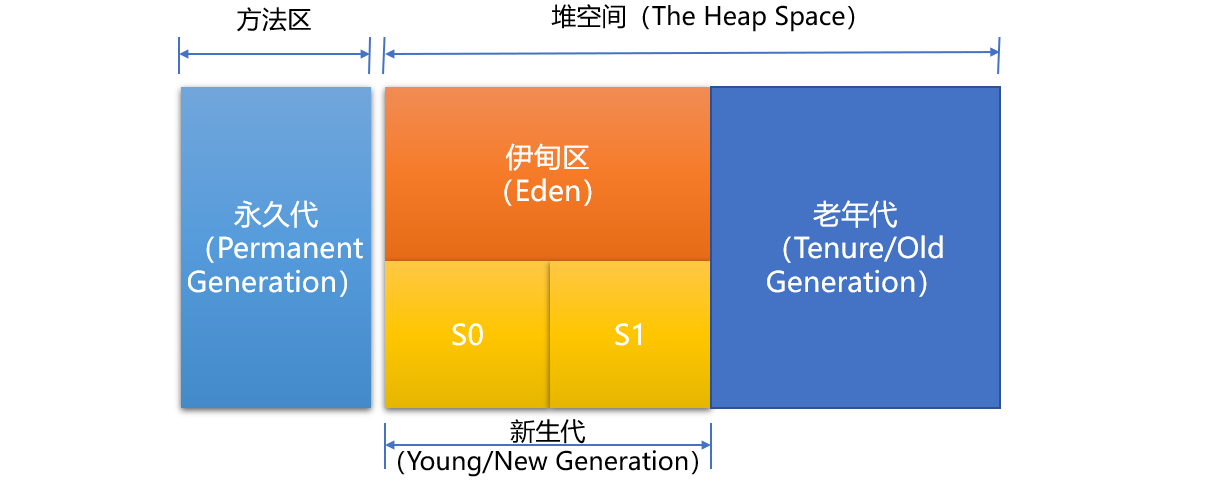 方法区
堆空间（The Heap Space）
永久代
（Permanent
Generation）
伊甸区
（Eden）
S0
S1
老年代
（Tenure/Old
Generation）
新生代
（Young/New Generation）